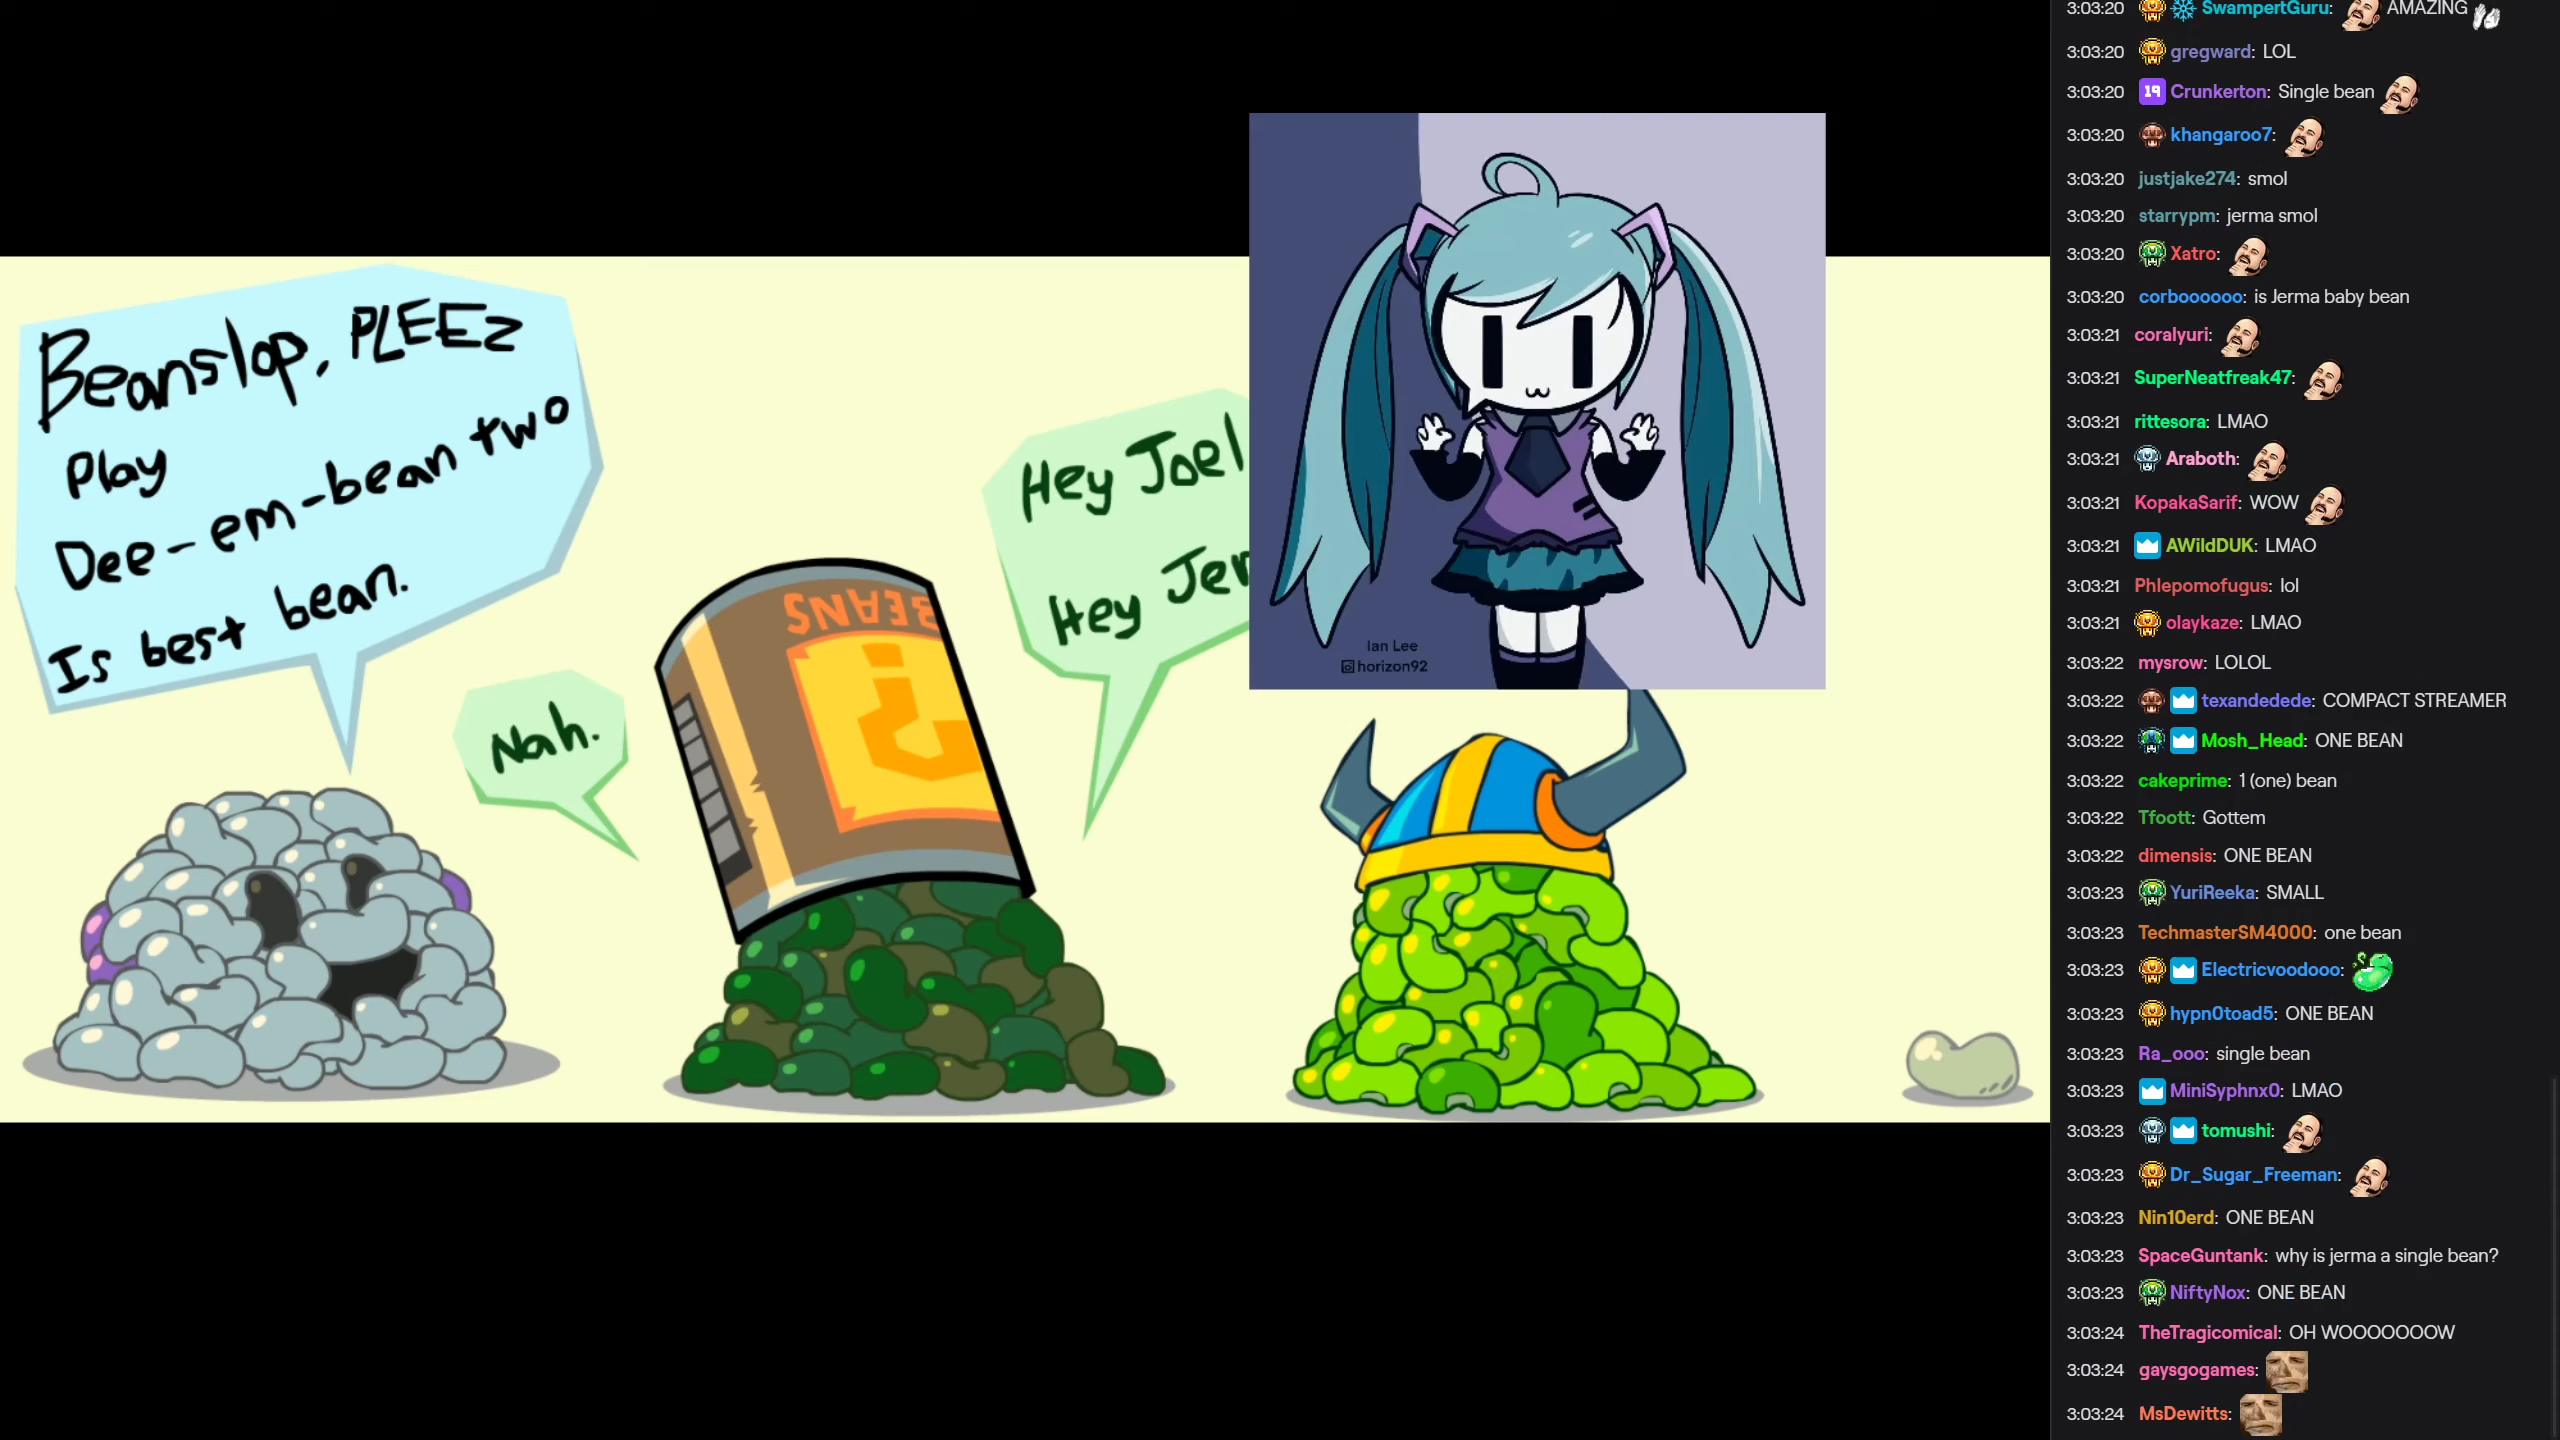 Beanslop, PLEEz
Play
Dee-em-bean two
Is best bean.
Nah.
BEANS
?
Hey Joel
Hey Jer
Ian Lee
horizon92
3:03:20 SwampertGuru: AMAZING
3:03:20 gregward: LOL
3:03:20 19 Crunkerton: Single bean
3:03:20 khangaroo7:
3:03:20 justjake274: smol
3:03:20 starrypm: jerma smol
3:03:20 Xatro:
3:03:20 corboooooo: is Jerma baby bean
3:03:21 coralyuri:
3:03:21 SuperNeatfreak47:
3:03:21 rittesora: LMAO
3:03:21 Araboth:
3:03:21 KopakaSarif: WOW
3:03:21 AWildDUK: LMAO
3:03:21 Phlepomofugus: lol
3:03:21 olaykaze: LMAO
3:03:22 mysrow: LOLOL
3:03:22 texandedede: COMPACT STREAMER
3:03:22 Mosh_Head: ONE BEAN
3:03:22 cakeprime: 1 (one) bean
3:03:22 Tfoott: Gottem
3:03:22 dimensis: ONE BEAN
3:03:23 YuriReeka: SMALL
3:03:23 TechmasterSM4000: one bean
3:03:23 Electricvoodooo:
3:03:23 hypn0toad5: ONE BEAN
3:03:23 Ra_ooo: single bean
3:03:23 MiniSyphnx0: LMAO
3:03:23 tomushi:
3:03:23 Dr_Sugar_Freeman:
3:03:23 Nin10erd: ONE BEAN
3:03:23 SpaceGuntank: why is jerma a single bean?
3:03:23 NiftyNox: ONE BEAN
3:03:24 TheTragicomical: OH WOOOOOOOW
3:03:24 gaysgogames:
3:03:24 MsDewitts: